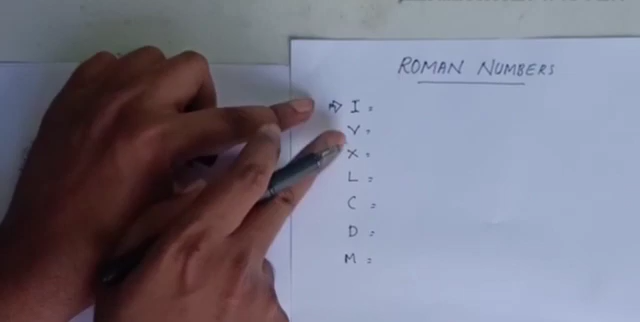 ROMAN NUMBERS
⇒ I =
V =
X =
L =
C =
D =
M =